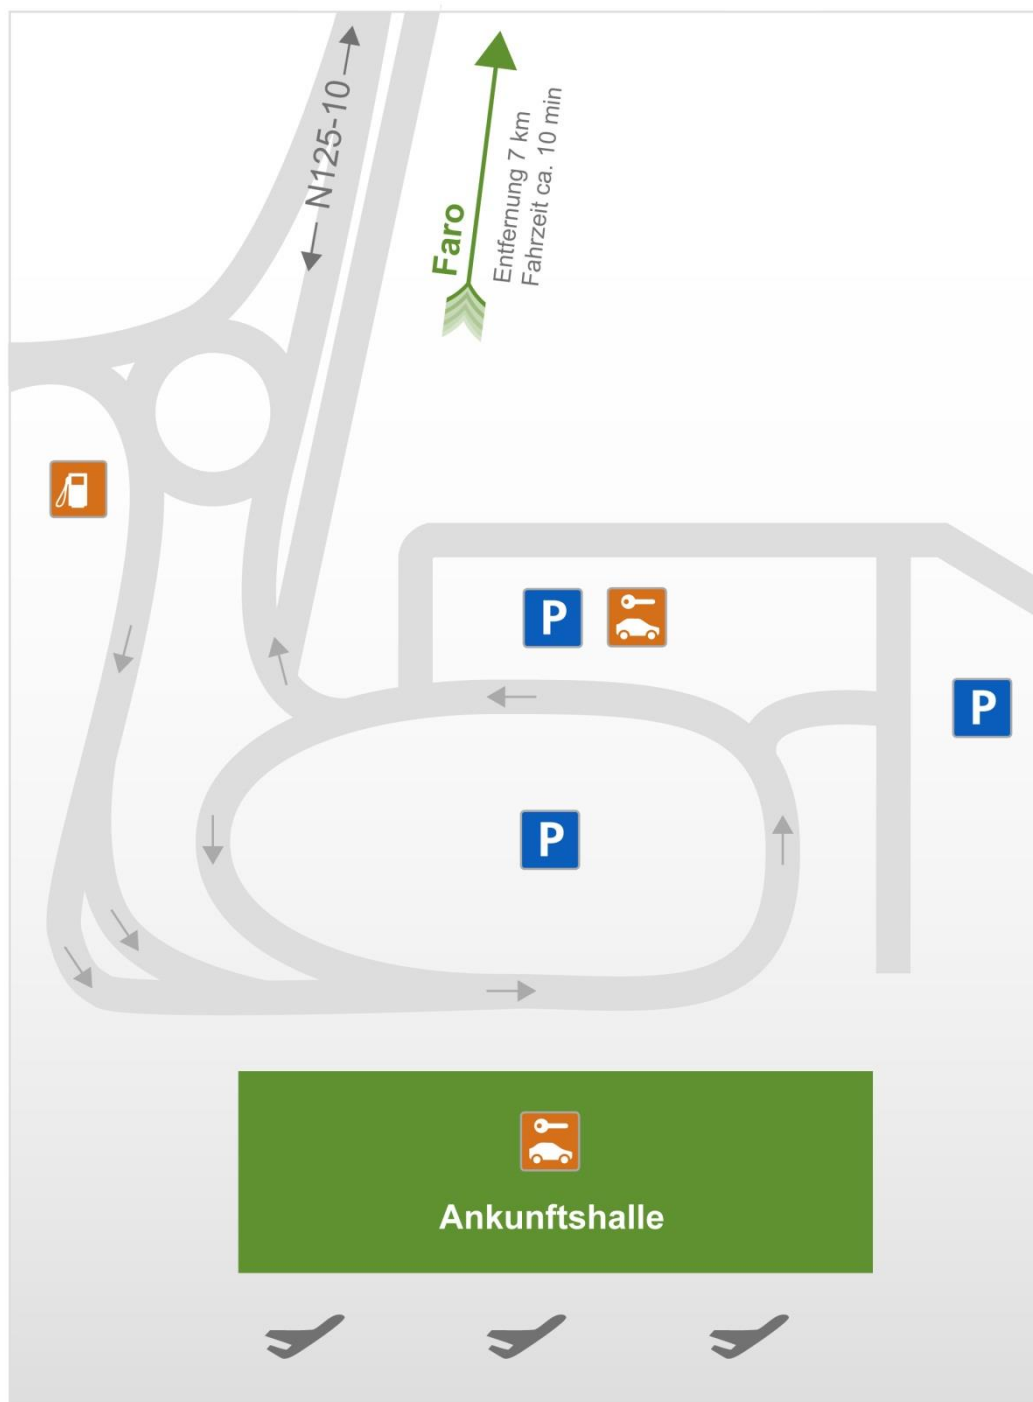 N125-10
Faro
Entfernung 7 km
Fahrzeit ca. 10 min
P
P
P
Ankunftshalle